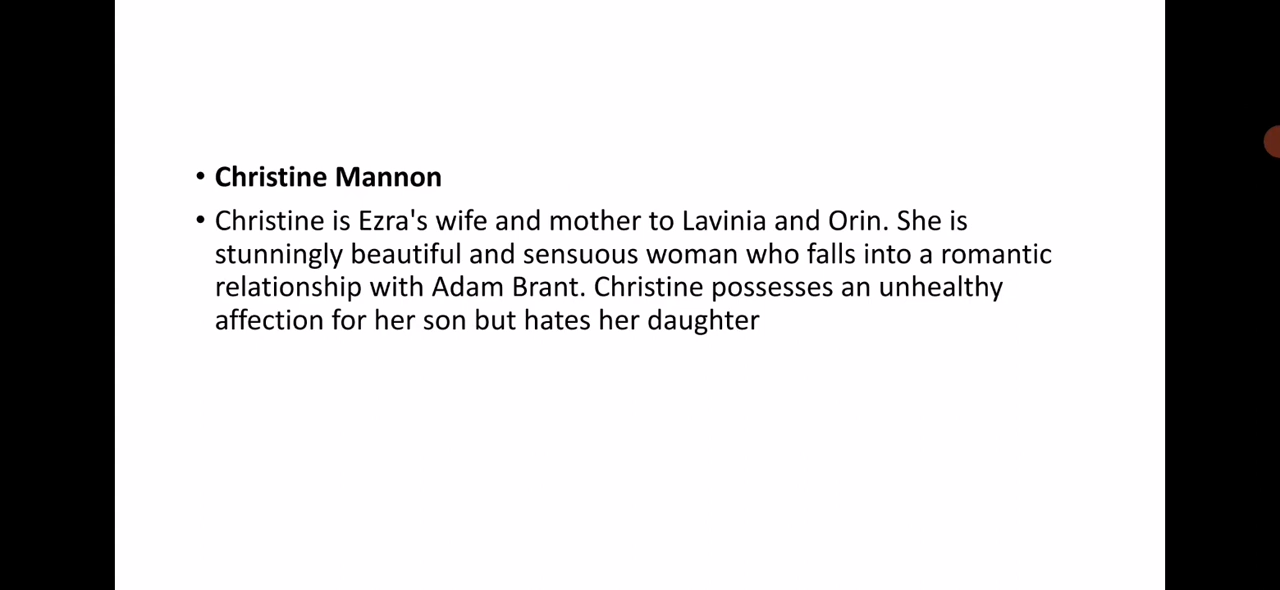 • Christine Mannon
• Christine is Ezra's wife and mother to Lavinia and Orin. She is
stunningly beautiful and sensuous woman who falls into a romantic
relationship with Adam Brant. Christine possesses an unhealthy
affection for her son but hates her daughter